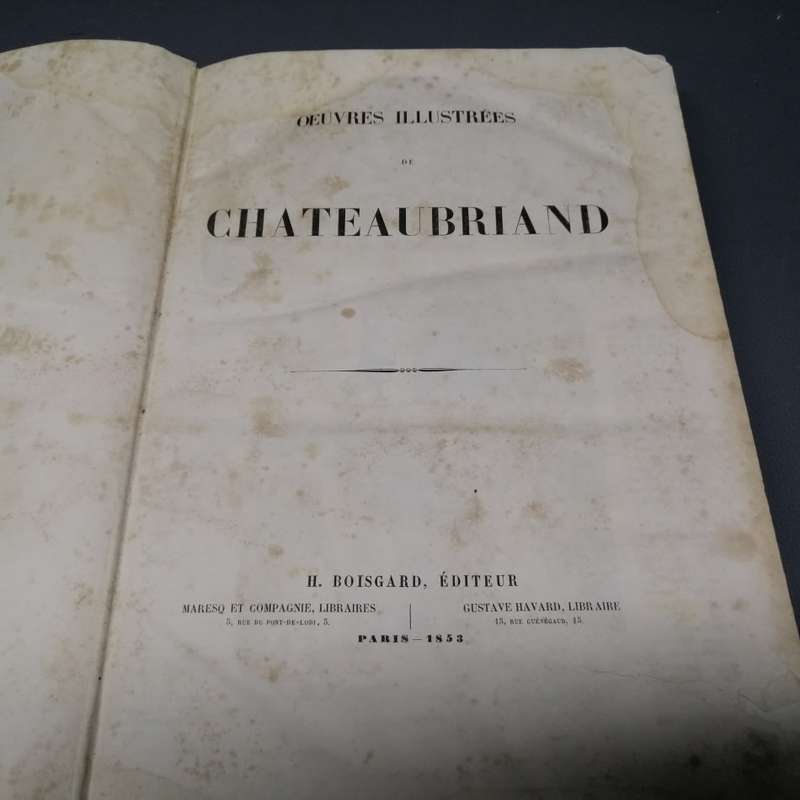 OEUVRES ILLUSTRÉES
DE
CHATEAUBRIAND
H. BOISGARD, ÉDITEUR
MARESQ ET COMPAGNIE, LIBRAIRES
5, RUE DU PONT-DE-LODI, 5.
GUSTAVE HAVARD, LIBRAIRE
15, RUE GUÉNÉGAUD, 15.
PARIS — 1853